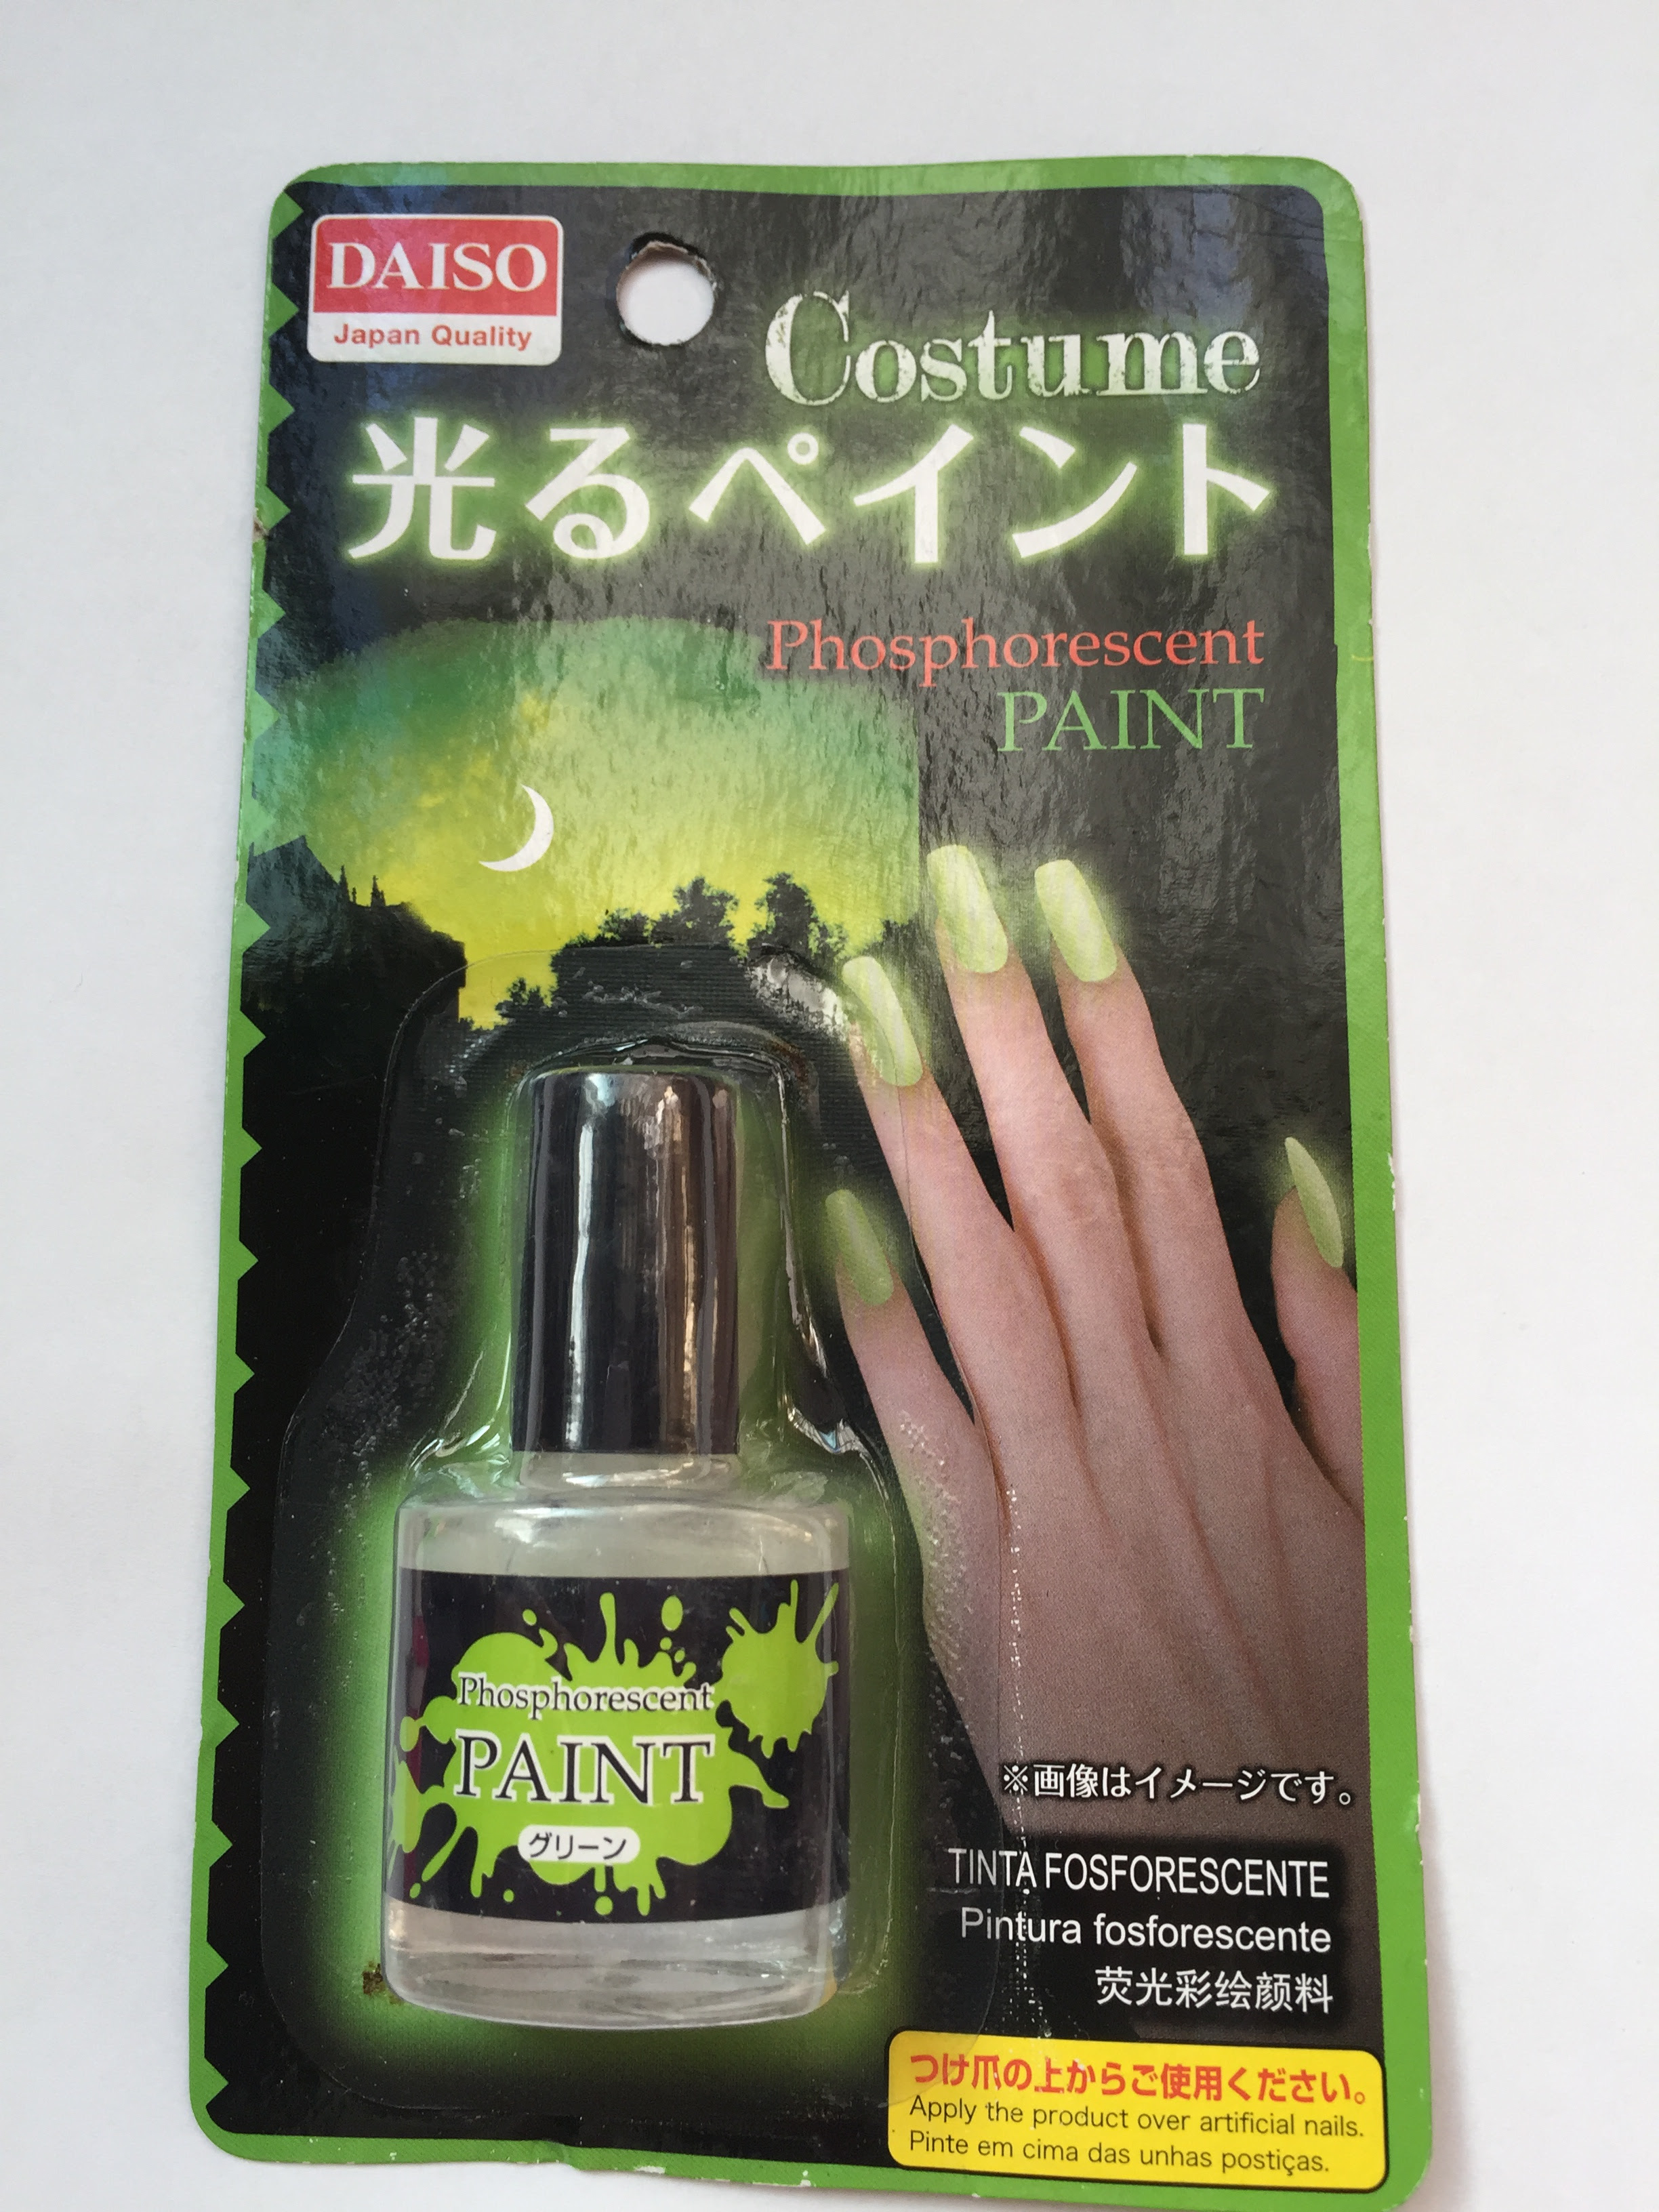 DAISO
Japan Quality
Costume
光るペイント
Phosphorescent
PAINT
Phosphorescent
PAINT
グリーン
※画像はイメージです。
TINTA FOSFORESCENTE
Pintura fosforescente
荧光彩绘颜料
つけ爪の上からご使用ください。
Apply the product over artificial nails.
Pinte em cima das unhas postiças.